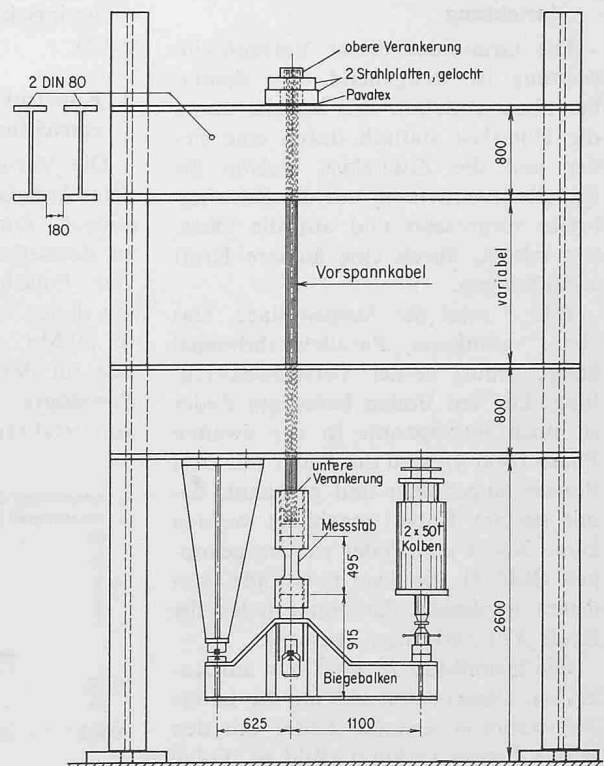 obere Verankerung
2 Stahlplatten, gelocht
Pavatex
2 DIN 80
180
800
Vorspannkabel
variabel
800
untere
Verankerung
Messstab
2 x 50t
Kolben
495
2600
915
Biegebalken
625
1100